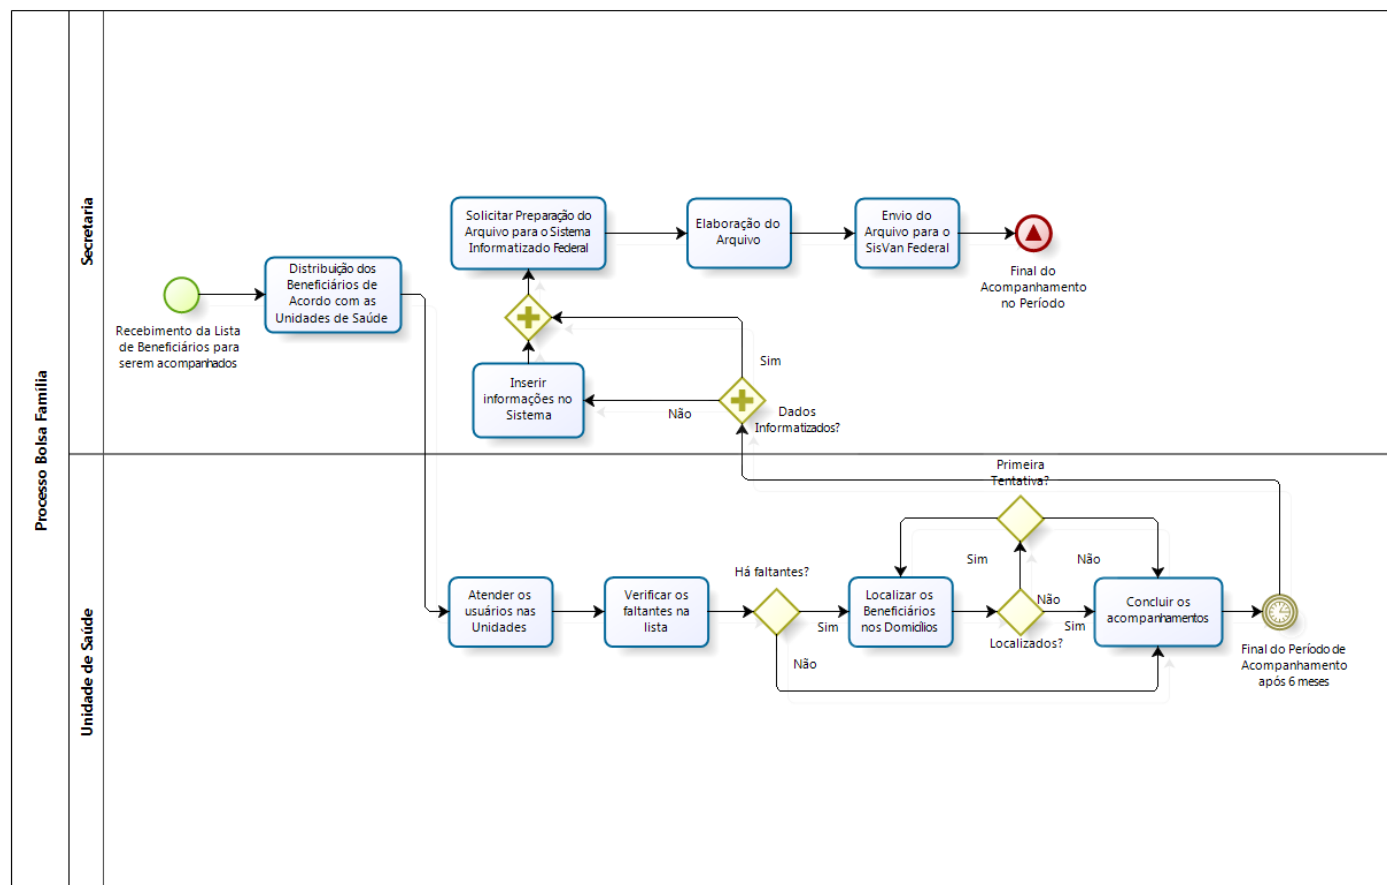 Processo Bolsa Família
Secretaria
Recebimento da Lista
de Beneficiários para
serem acompanhados
Distribuição dos
Beneficiários de
Acordo com as
Unidades de Saúde
Solicitar Preparação do
Arquivo para o Sistema
Informatizado Federal
Elaboração do
Arquivo
Envio do
Arquivo para o
SisVan Federal
Final do
Acompanhamento
no Período
Sim
Inserir
informações no
Sistema
Não
Dados
Informatizados?
Unidade de Saúde
Atender os
usuários nas
Unidades
Verificar os
faltantes na
lista
Há faltantes?
Sim
Não
Localizar os
Beneficiários
nos Domicílios
Primeira
Tentativa?
Sim
Não
Não
Sim
Localizados?
Concluir os
acompanhamentos
Final do Período de
Acompanhamento
após 6 meses